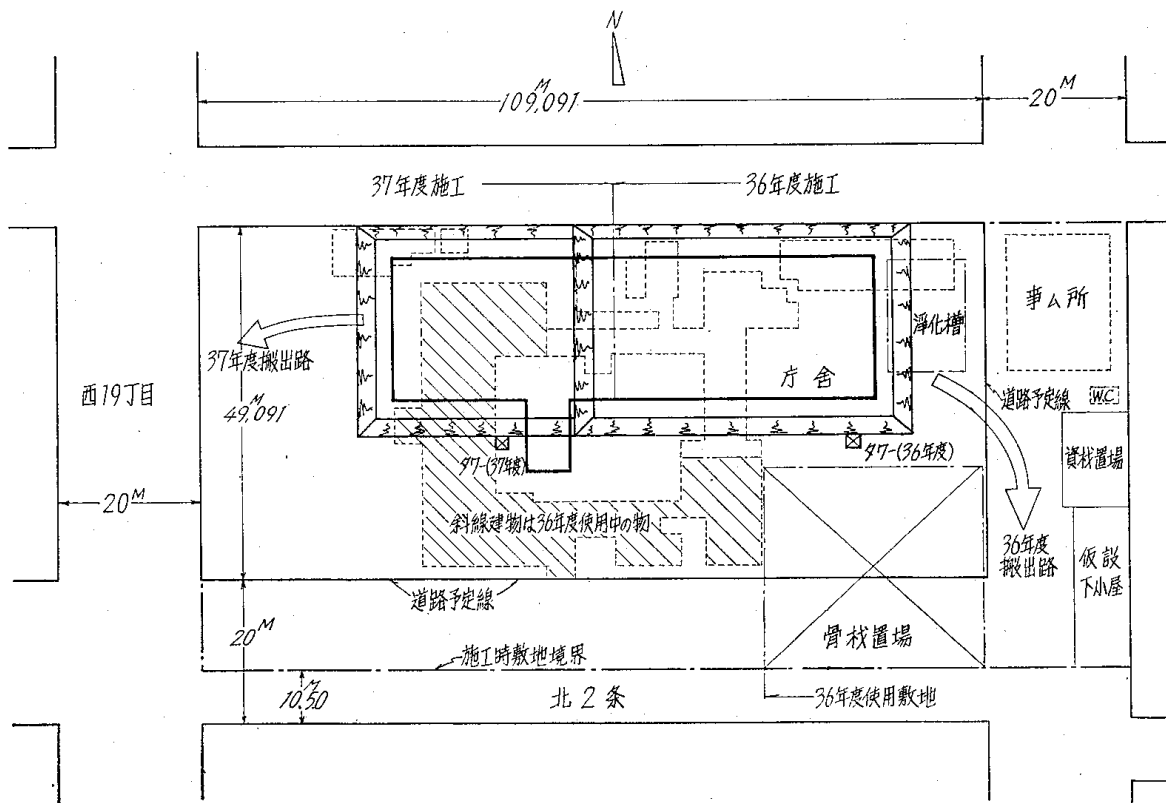 N
109,091M
20M
37年度施工
36年度施工
事ム所
浄化槽
37年度搬出路
庁舎
道路予定線
W.C
西19丁目
49,091M
タワー(37年度)
タワー(36年度)
資材置場
20M
斜線建物は36年度使用中の物
36年度
搬出路
仮設
下小屋
道路予定線
20M
骨材置場
施工時敷地境界
10.50M
北2条
36年度使用敷地